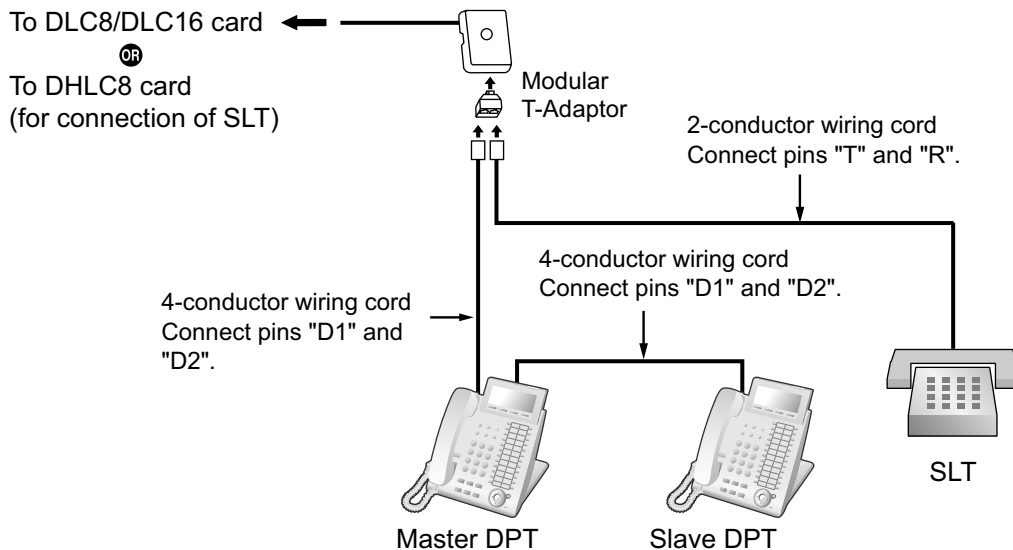 To DLC8/DLC16 card
OR
To DHLC8 card
(for connection of SLT)
Modular
T-Adaptor
2-conductor wiring cord
Connect pins "T" and "R".
4-conductor wiring cord
Connect pins "D1" and "D2".
4-conductor wiring cord
Connect pins "D1" and
"D2".
SLT
Master DPT
Slave DPT